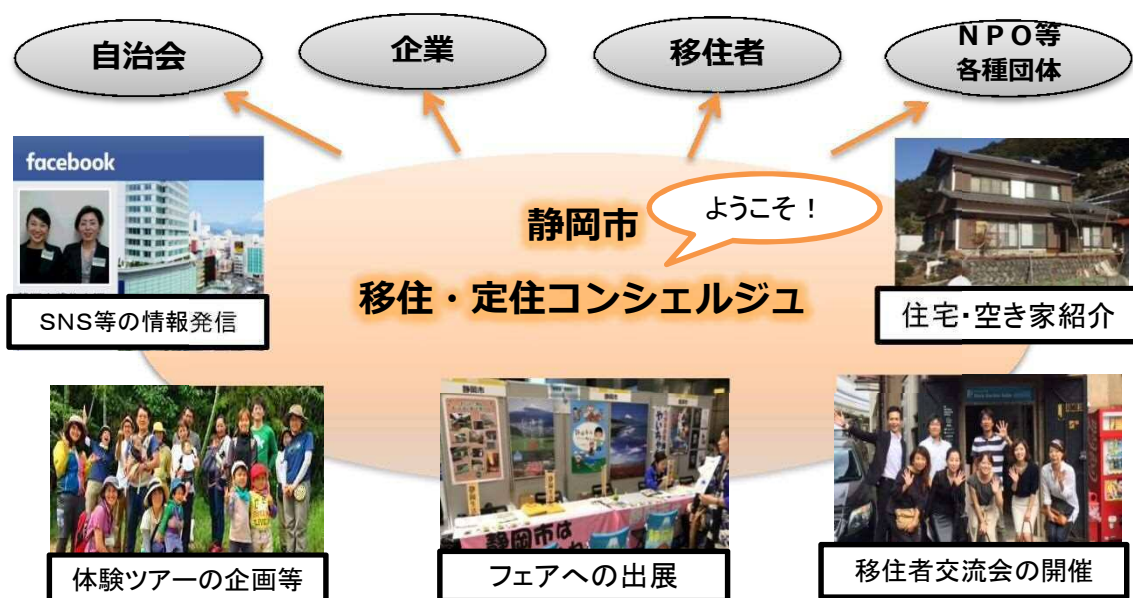 自治会
企業
移住者
ＮＰＯ等
各種団体
facebook
静岡市
ようこそ！
移住・定住コンシェルジュ
SNS等の情報発信
住宅・空き家紹介
静岡市
静岡市
静岡市は
体験ツアーの企画等
フェアへの出展
移住者交流会の開催